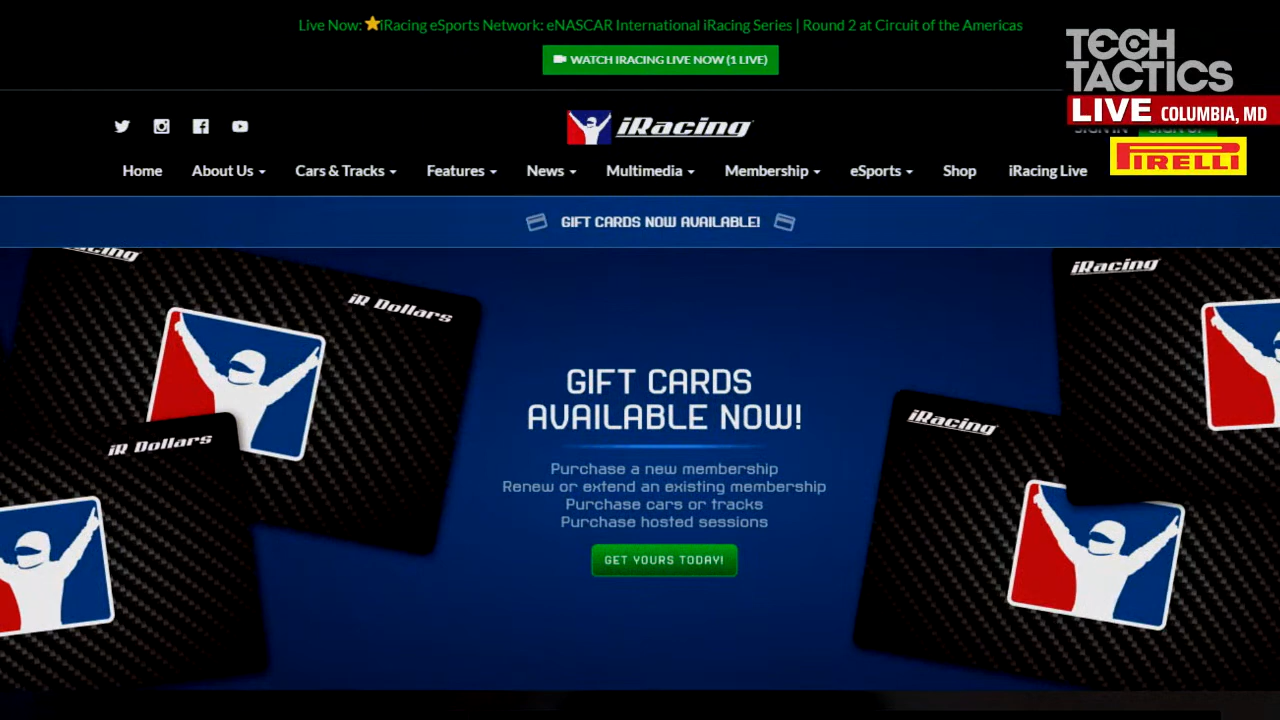 Live Now: ⭐iRacing eSports Network: eNASCAR International iRacing Series | Round 2 at Circuit of the Americas
WATCH IRACING LIVE NOW (1 LIVE)
TECH
TACTICS
LIVE COLUMBIA, MD
iRacing
SIGN IN SIGN UP
PIRELLI
Home About Us Cars & Tracks Features News Multimedia Membership eSports Shop iRacing Live
GIFT CARDS NOW AVAILABLE!
iRacing
iR Dollars
iRacing
GIFT CARDS
AVAILABLE NOW!
iRacing
iR Dollars
Purchase a new membership
Renew or extend an existing membership
Purchase cars or tracks
Purchase hosted sessions
GET YOURS TODAY!